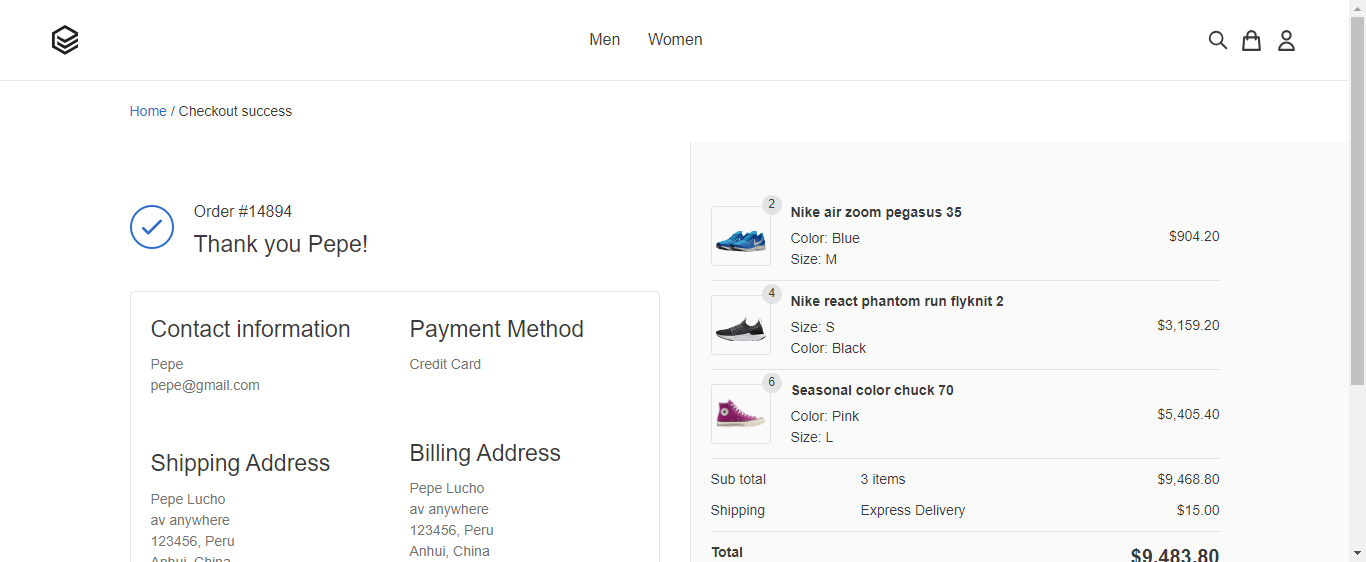 Men
Women
Home / Checkout success
Order #14894
Thank you Pepe!
Contact information
Pepe
pepe@gmail.com
Payment Method
Credit Card
Shipping Address
Pepe Lucho
av anywhere
123456, Peru
Anhui, China
Billing Address
Pepe Lucho
av anywhere
123456, Peru
Anhui, China
2
Nike air zoom pegasus 35
Color: Blue
Size: M
$904.20
4
Nike react phantom run flyknit 2
Size: S
Color: Black
$3,159.20
6
Seasonal color chuck 70
Color: Pink
Size: L
$5,405.40
Sub total 3 items $9,468.80
Shipping Express Delivery $15.00
Total $9,483.80